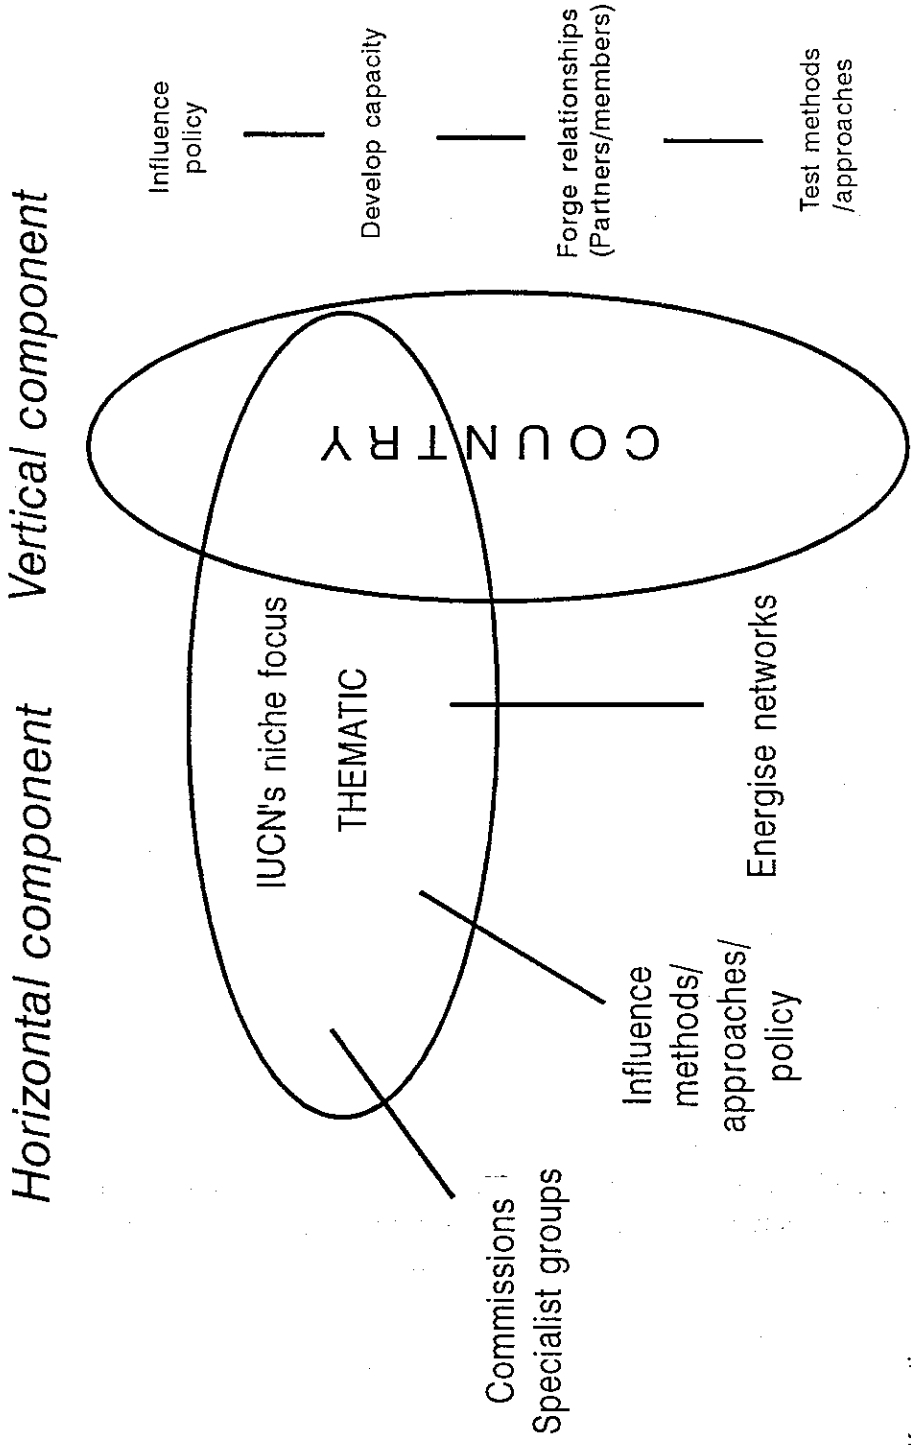 Horizontal component
Vertical component
IUCN's niche focus
THEMATIC
COUNTRY
Commissions
Specialist groups
Influence
methods/
approaches/
policy
Energise networks
Influence
policy
Develop capacity
Forge relationships
(Partners/members)
Test methods
/approaches